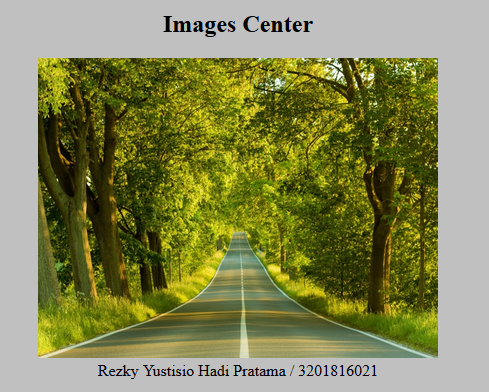 Images Center
Rezky Yustisio Hadi Pratama / 3201816021